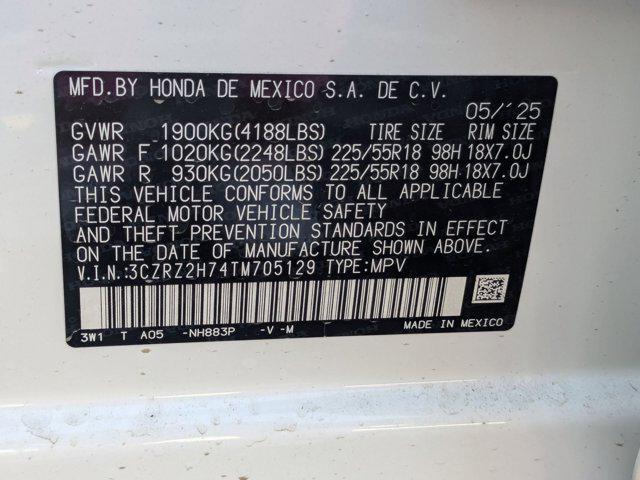 MFD. BY HONDA DE MEXICO S.A. DE C.V.
05/'25
GVWR 1900KG(4188LBS) TIRE SIZE RIM SIZE
GAWR F 1020KG(2248LBS) 225/55R18 98H 18X7.0J
GAWR R 930KG(2050LBS) 225/55R18 98H 18X7.0J
THIS VEHICLE CONFORMS TO ALL APPLICABLE
FEDERAL MOTOR VEHICLE SAFETY
AND THEFT PREVENTION STANDARDS IN EFFECT
ON THE DATE OF MANUFACTURE SHOWN ABOVE.
V.I.N.:3CZRZ2H74TM705129 TYPE:MPV
3W1 T A05 -NH883P -V-M MADE IN MEXICO